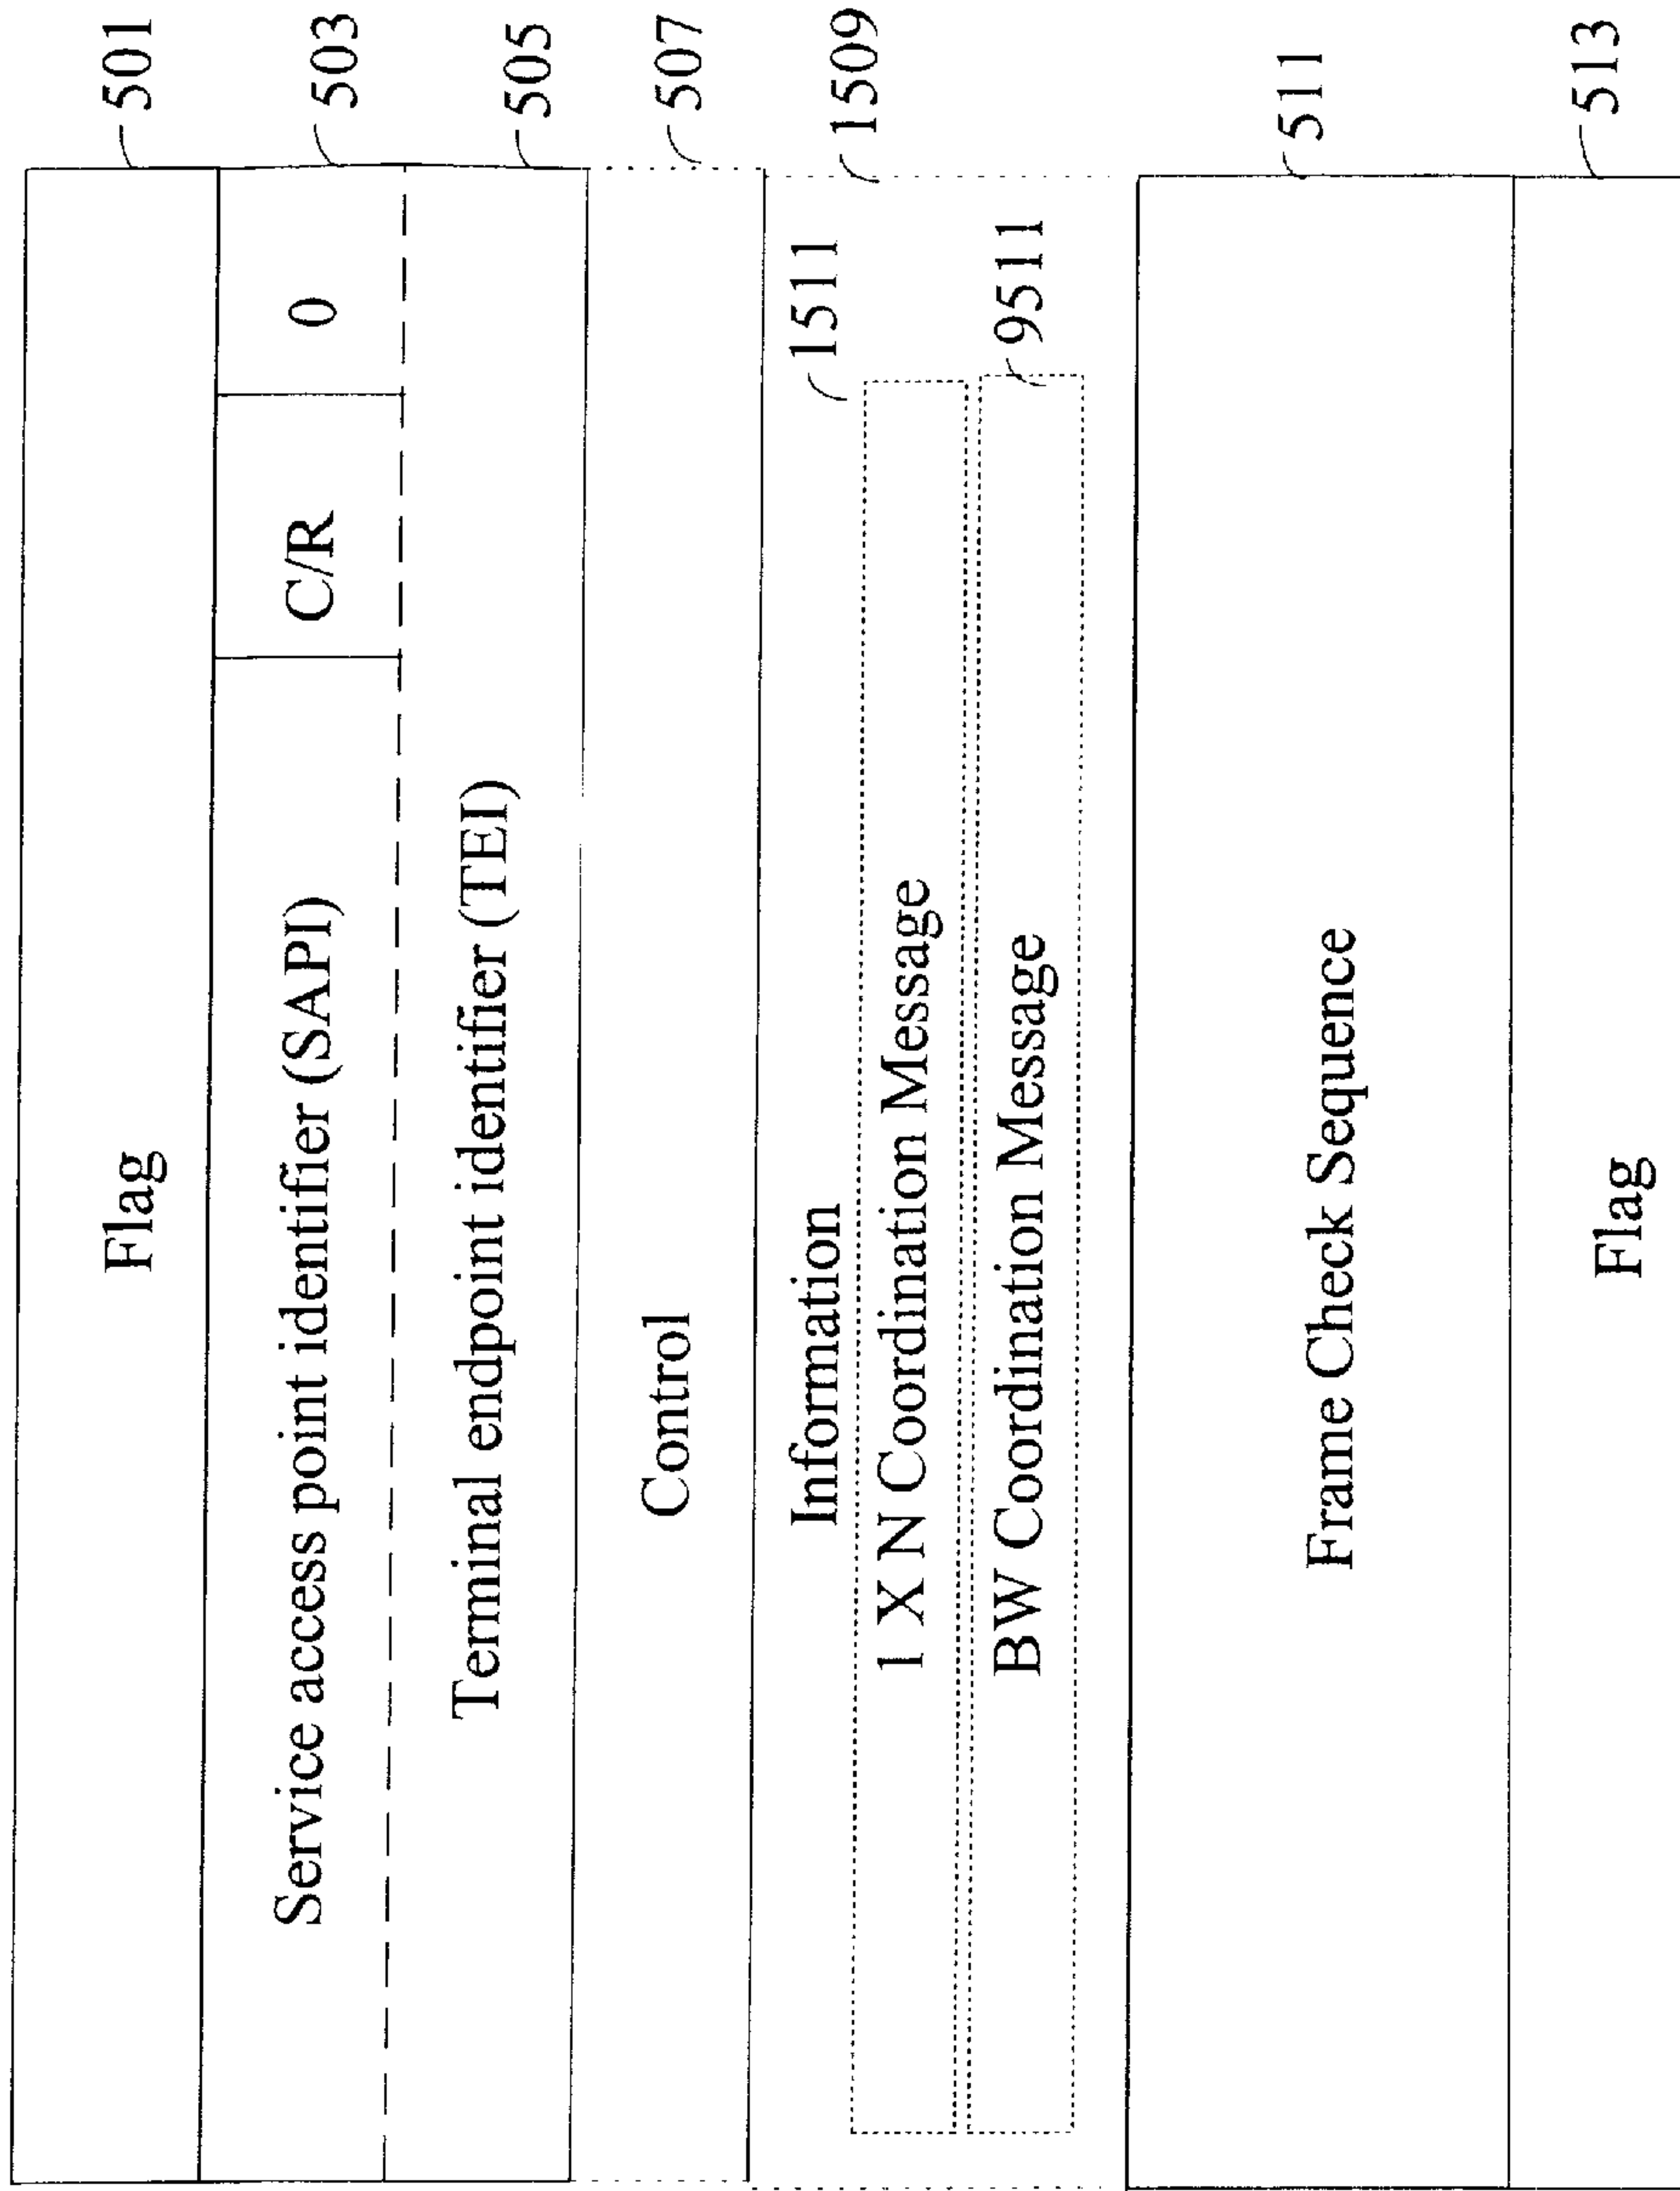 Flag
501
Service access point identifier (SAPI)
C/R
0
503
Terminal endpoint identifier (TEI)
505
Control
507
Information
1509
1 X N Coordination Message
1511
BW Coordination Message
9511
Frame Check Sequence
511
Flag
513